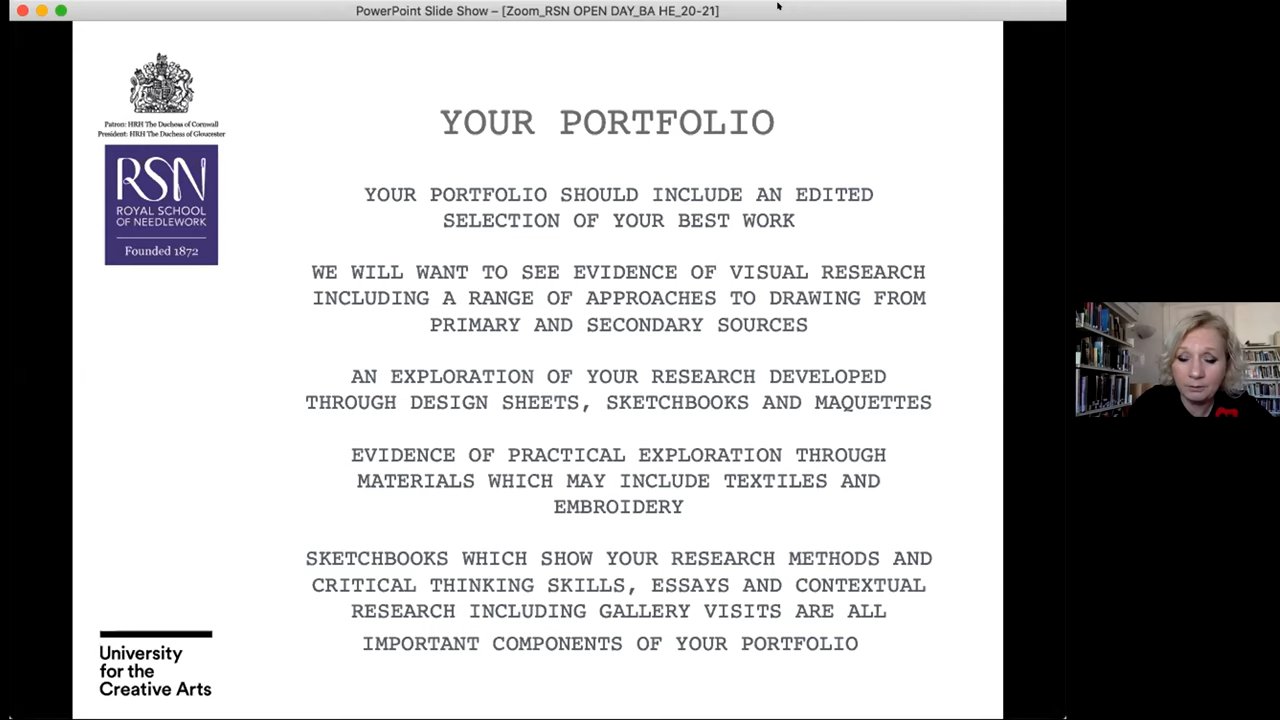 PowerPoint Slide Show – [Zoom_RSN OPEN DAY_BA HE_20-21]
Patron: HRH The Duchess of Cornwall
President: HRH The Duchess of Gloucester
RSN
ROYAL SCHOOL
OF NEEDLEWORK
Founded 1872
YOUR PORTFOLIO
YOUR PORTFOLIO SHOULD INCLUDE AN EDITED
SELECTION OF YOUR BEST WORK
WE WILL WANT TO SEE EVIDENCE OF VISUAL RESEARCH
INCLUDING A RANGE OF APPROACHES TO DRAWING FROM
PRIMARY AND SECONDARY SOURCES
AN EXPLORATION OF YOUR RESEARCH DEVELOPED
THROUGH DESIGN SHEETS, SKETCHBOOKS AND MAQUETTES
EVIDENCE OF PRACTICAL EXPLORATION THROUGH
MATERIALS WHICH MAY INCLUDE TEXTILES AND
EMBROIDERY
SKETCHBOOKS WHICH SHOW YOUR RESEARCH METHODS AND
CRITICAL THINKING SKILLS, ESSAYS AND CONTEXTUAL
RESEARCH INCLUDING GALLERY VISITS ARE ALL
IMPORTANT COMPONENTS OF YOUR PORTFOLIO
University
for the
Creative Arts